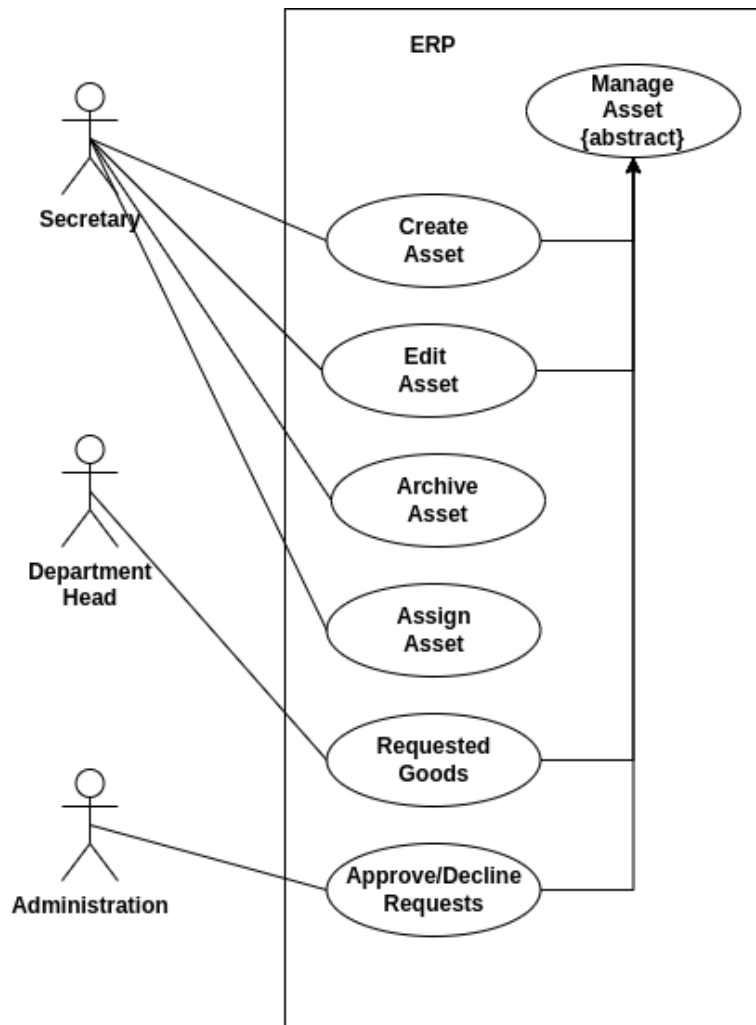 ERP
Manage
Asset
{abstract}
Secretary
Create
Asset
Edit
Asset
Archive
Asset
Department
Head
Assign
Asset
Requested
Goods
Administration
Approve/Decline
Requests